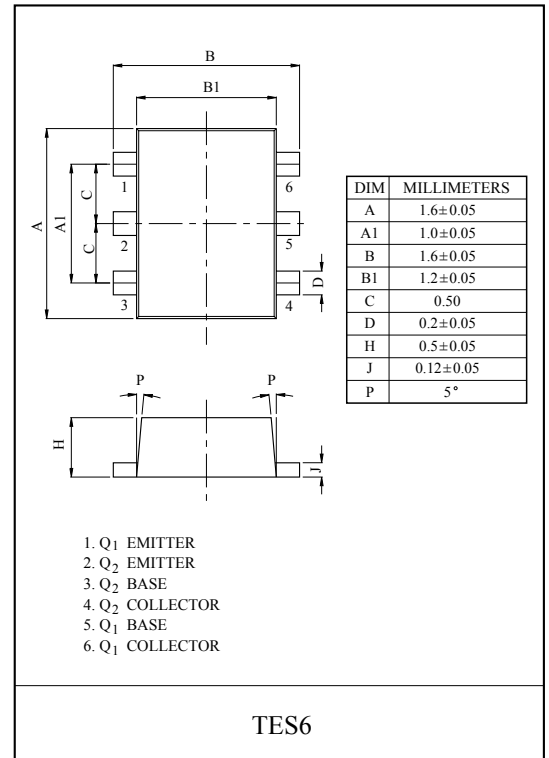 B
B1
1
6
C
A
A1
2
5
C
D
3
4
P
P
H
J
DIM MILLIMETERS
A 1.6±0.05
A1 1.0±0.05
B 1.6±0.05
B1 1.2±0.05
C 0.50
D 0.2±0.05
H 0.5±0.05
J 0.12±0.05
P 5°
1. Q1 EMITTER
2. Q2 EMITTER
3. Q2 BASE
4. Q2 COLLECTOR
5. Q1 BASE
6. Q1 COLLECTOR
TES6